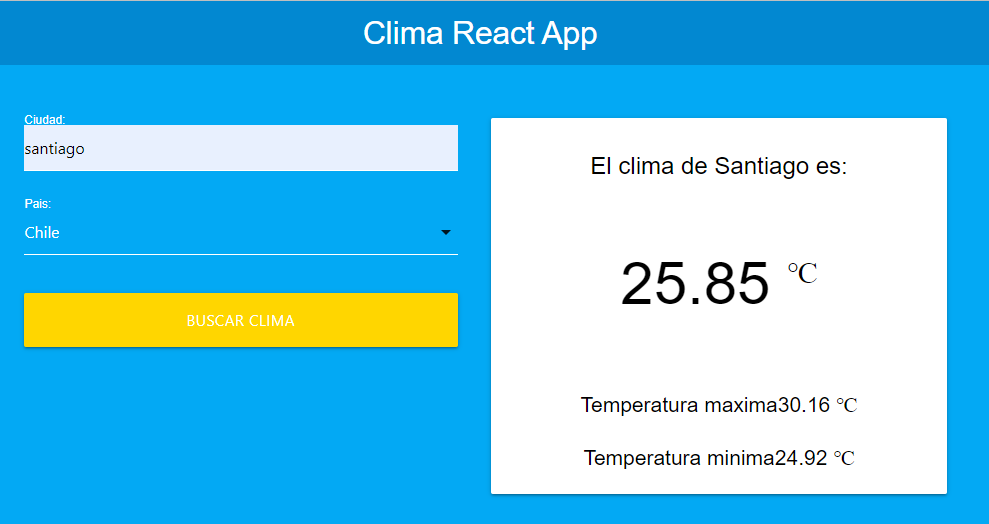 Clima React App
Ciudad:
santiago
Pais:
Chile
BUSCAR CLIMA
El clima de Santiago es:
25.85 °C
Temperatura maxima30.16 °C
Temperatura minima24.92 °C